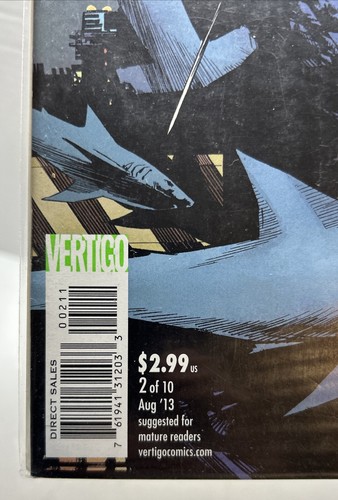 VERTIGO
00211
DIRECT SALES
7 61941 31203 3
$2.99 US
2 of 10
Aug '13
suggested for
mature readers
vertigocomics.com